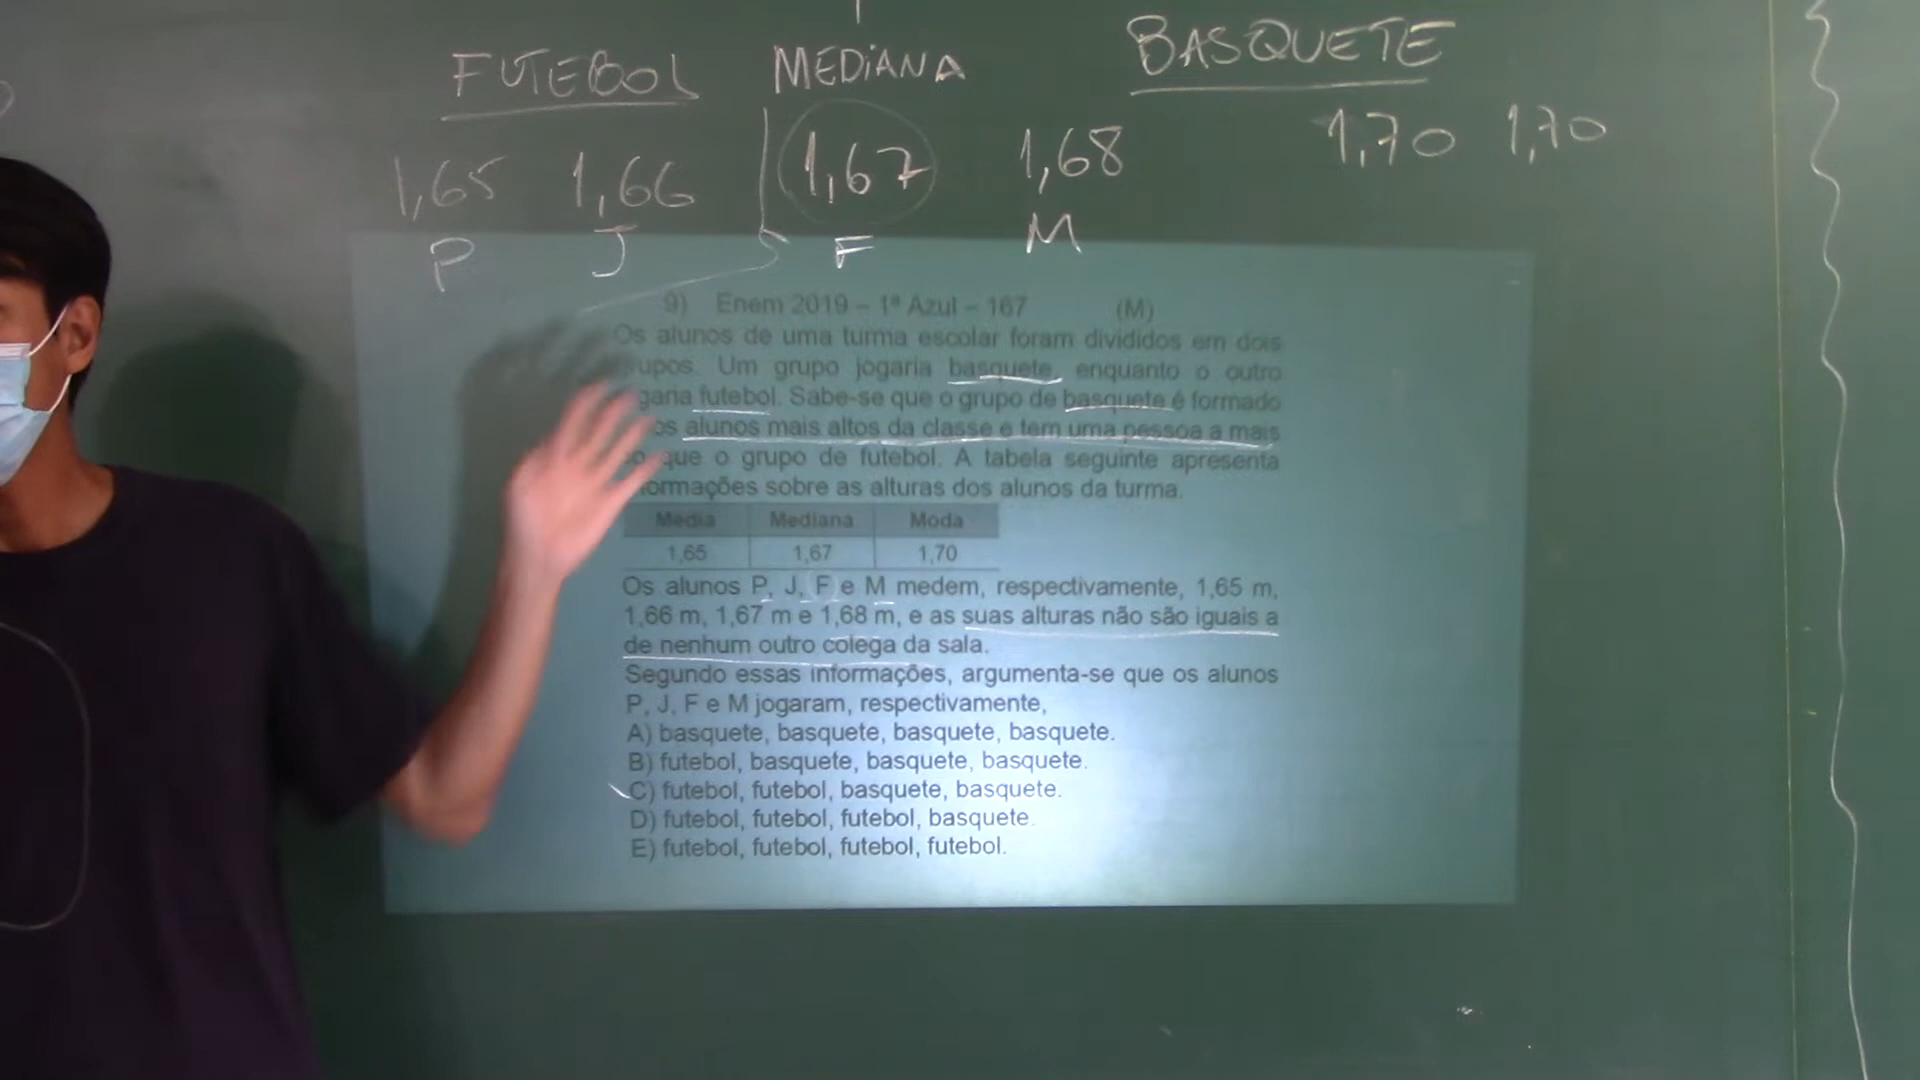 FUTEBOL MEDIANA BASQUETE
1,65 1,66 1,67 1,68 1,70 1,70
P J F M
9) Enem 2019 – 1ª Azul – 167 (M)
Os alunos de uma turma escolar foram divididos em dois
upos. Um grupo jogaria basquete, enquanto o outro
garia futebol. Sabe-se que o grupo de basquete é formado
os alunos mais altos da classe e tem uma pessoa a mais
que o grupo de futebol. A tabela seguinte apresenta
ormações sobre as alturas dos alunos da turma.
Média Mediana Moda
1,65 1,67 1,70
Os alunos P, J, F e M medem, respectivamente, 1,65 m,
1,66 m, 1,67 m e 1,68 m, e as suas alturas não são iguais a
de nenhum outro colega da sala.
Segundo essas informações, argumenta-se que os alunos
P, J, F e M jogaram, respectivamente,
A) basquete, basquete, basquete, basquete.
B) futebol, basquete, basquete, basquete.
C) futebol, futebol, basquete, basquete.
D) futebol, futebol, futebol, basquete.
E) futebol, futebol, futebol, futebol.